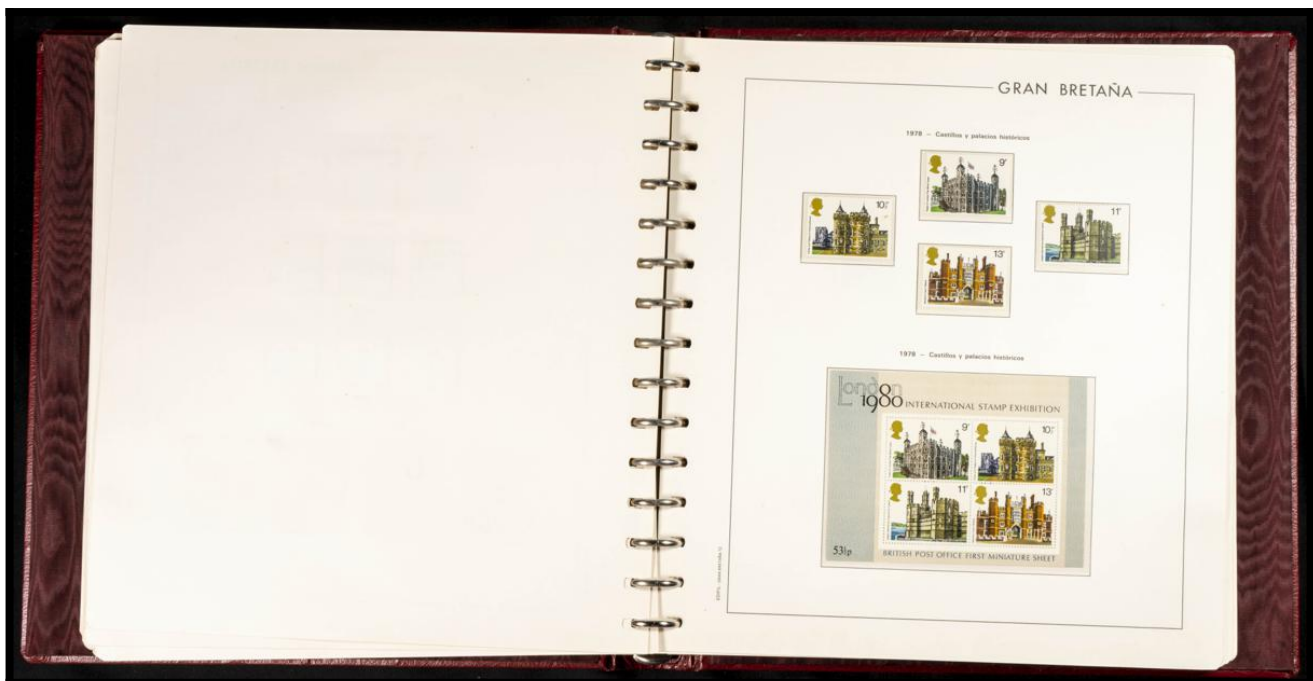 GRAN BRETAÑA
1978 – Castillos y palacios históricos
9P
10½P
11P
13P
1978 – Castillos y palacios históricos
London
1980 INTERNATIONAL STAMP EXHIBITION
9P
10½P
11P
13P
53½p
BRITISH POST OFFICE FIRST MINIATURE SHEET